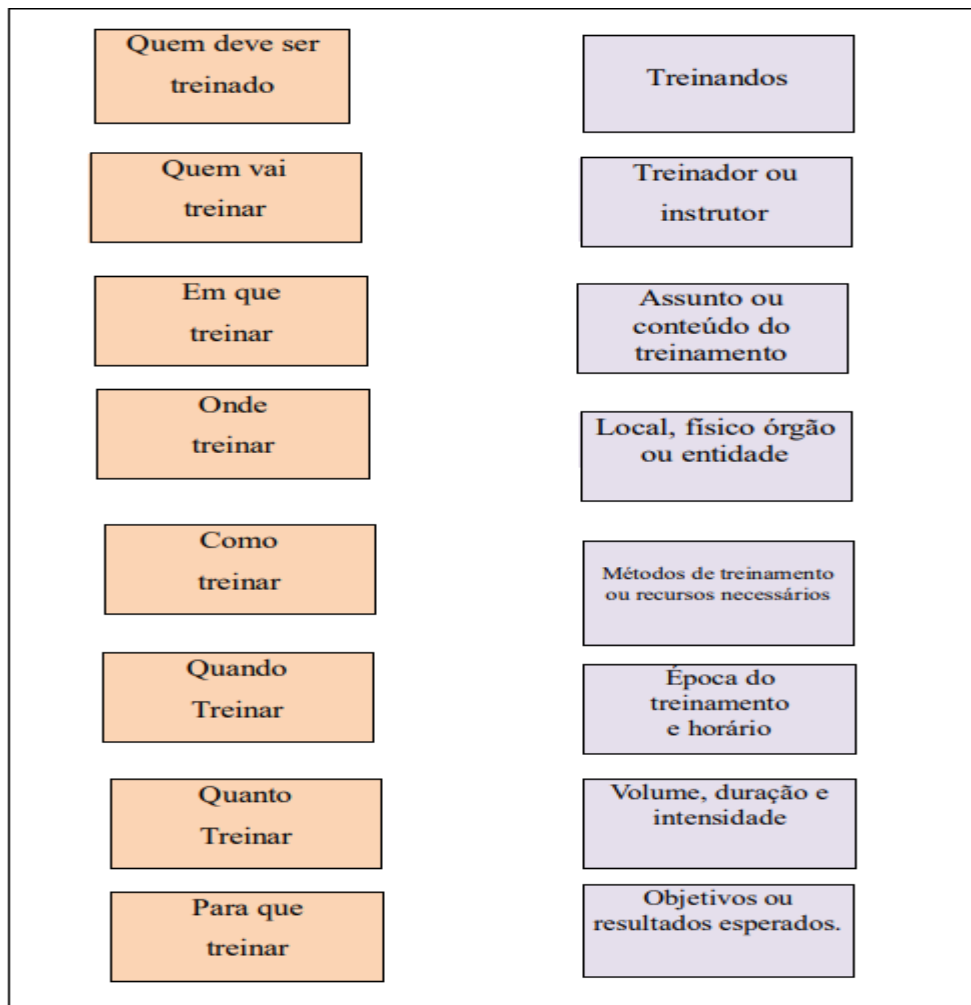 Quem deve ser
treinado
Treinandos
Quem vai
treinar
Treinador ou
instrutor
Em que
treinar
Assunto ou
conteúdo do
treinamento
Onde
treinar
Local, físico órgão
ou entidade
Como
treinar
Métodos de treinamento
ou recursos necessários
Quando
Treinar
Época do
treinamento
e horário
Quanto
Treinar
Volume, duração e
intensidade
Para que
treinar
Objetivos ou
resultados esperados.